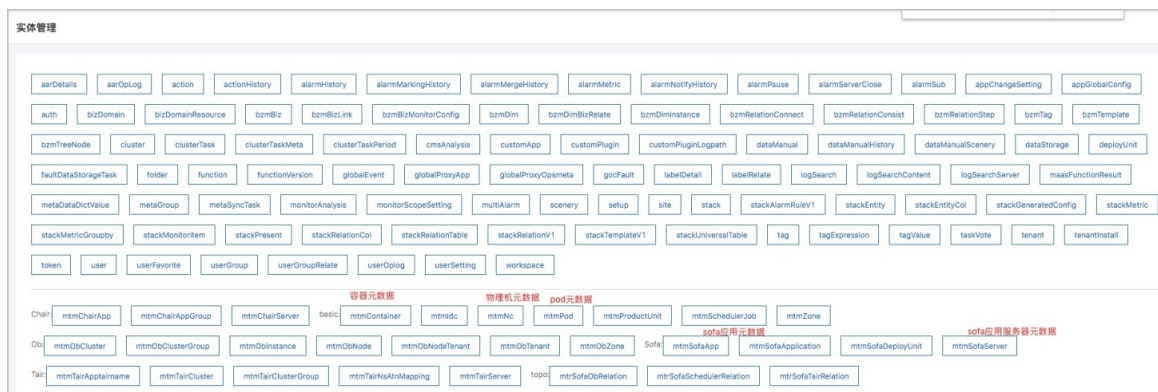 实体管理
aarDetails aarOpLog action actionHistory alarmHistory alarmMarkingHistory alarmMergeHistory alarmMetric alarmNotifyHistory alarmPause alarmServerClose alarmSub appChangeSetting appGlobalConfig
auth bizDomain bizDomainResource bzmBiz bzmBizLink bzmBizMonitorConfig bzmDim bzmDimBizRelate bzmDimInstance bzmRelationConnect bzmRelationConsist bzmRelationStep bzmTag bzmTemplate
bzmTreeNode cluster clusterTask clusterTaskMeta clusterTaskPeriod cmsAnalysis customApp customPlugin customPluginLogpath dataManual dataManualHistory dataManualScenery dataStorage deployUnit
faultDataStorageTask folder function functionVersion globalEvent globalProxyApp globalProxyOpsmeta gocFault labelDetail labelRelate logSearch logSearchContent logSearchServer maasFunctionResult
metaDataDictValue metaGroup metaSyncTask monitorAnalysis monitorScopeSetting multiAlarm scenery setup site stack stackAlarmRuleV1 stackEntity stackEntityCol stackGeneratedConfig stackMetric
stackMetricGroupby stackMonitoritem stackPresent stackRelationCol stackRelationTable stackRelationV1 stackTemplateV1 stackUniversalTable tag tagExpression tagValue taskVote tenant tenantInstall
token user userFavorite userGroup userGroupRelate userOplog userSetting workspace
容器元数据 物理机元数据 pod元数据
Chair: mtmChairApp mtmChairAppGroup mtmChairServer basic: mtmContainer mtmIdc mtmNc mtmPod mtmProductUnit mtmSchedulerJob mtmZone
sofa应用元数据 sofa应用服务器元数据
Ob: mtmObCluster mtmObClusterGroup mtmObInstance mtmObNode mtmObNodeTenant mtmObTenant mtmObZone Sofa: mtmSofaApp mtmSofaApplication mtmSofaDeployUnit mtmSofaServer
Tair: mtmTairApptairname mtmTairCluster mtmTairClusterGroup mtmTairNsAtnMapping mtmTairServer topo: mtrSofaObRelation mtrSofaSchedulerRelation mtrSofaTairRelation